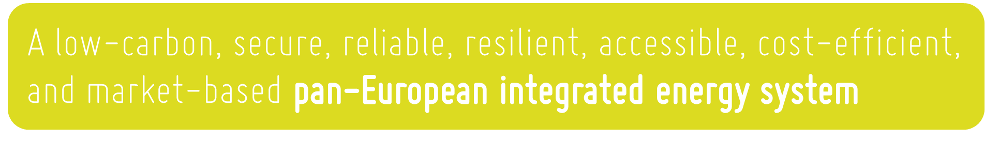 A low-carbon, secure, reliable, resilient, accessible, cost-efficient,
and market-based pan-European integrated energy system